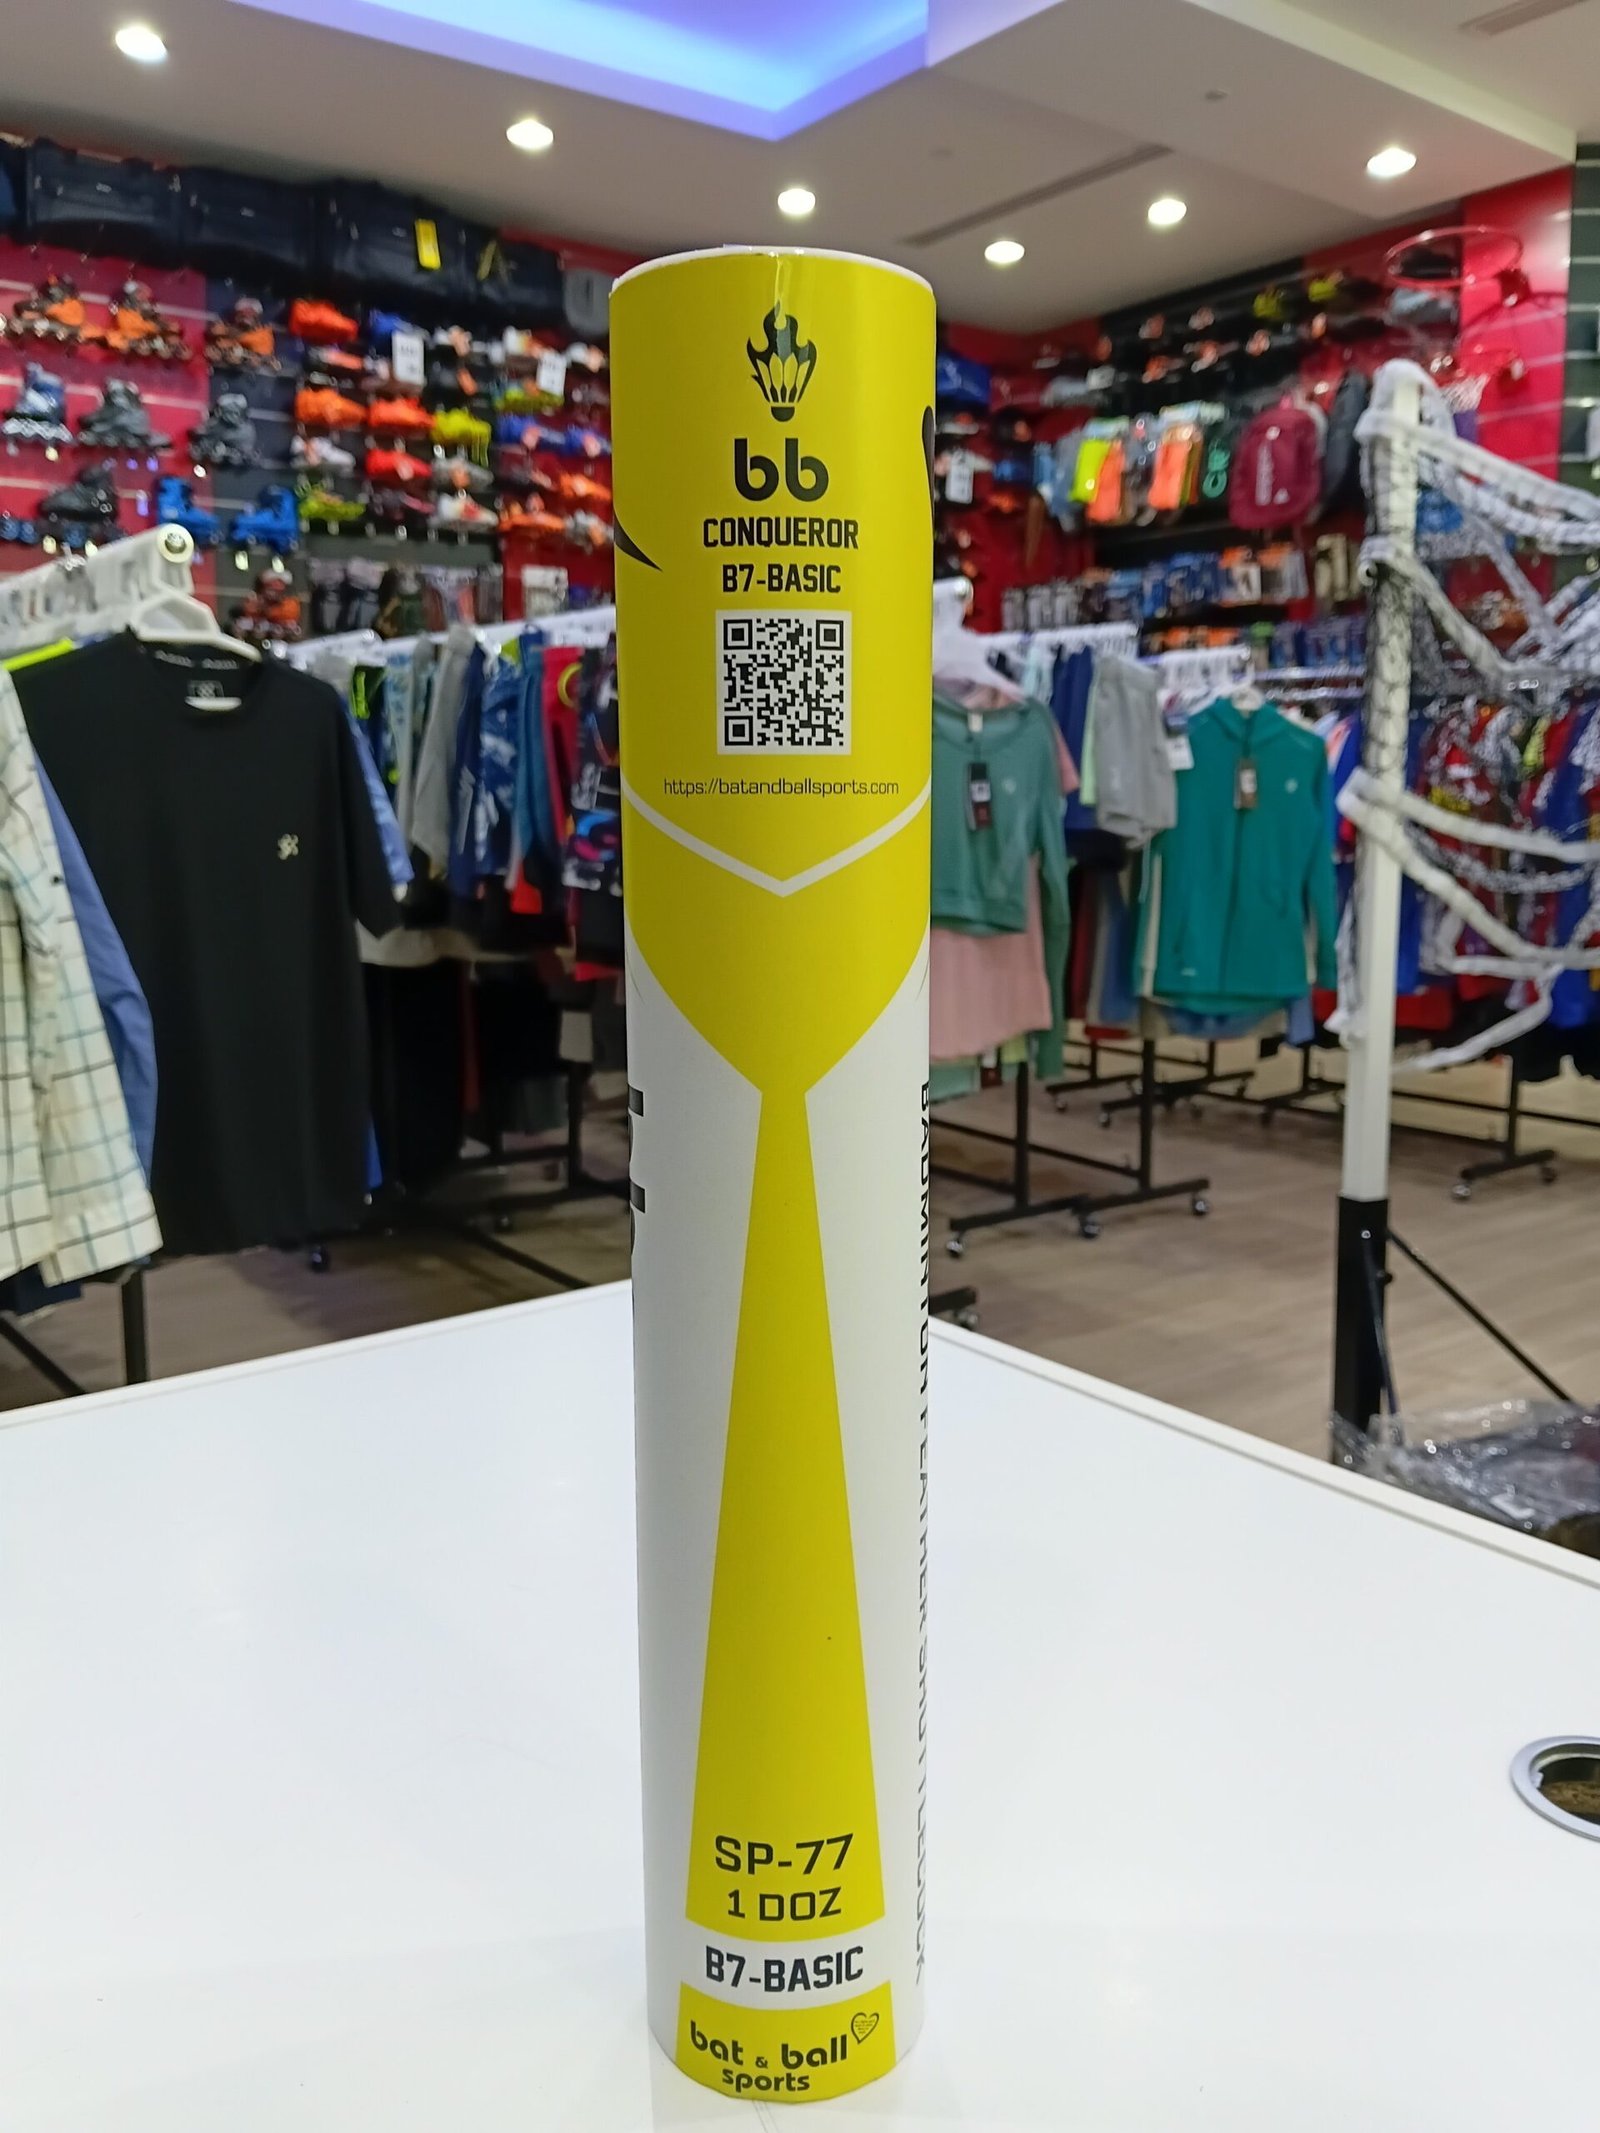 bb
CONQUEROR
B7-BASIC
https://batandballsports.com
BADMINTON FEATHER SHUTTLECOCK
SP-77
1 DOZ
B7-BASIC
bat & ball
sports